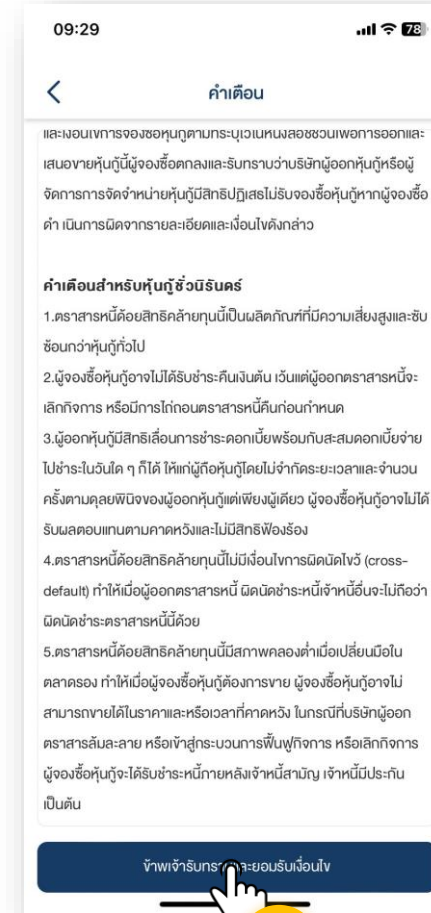 09:29
78
คำเตือน
และเงื่อนไขการจองซื้อหุ้นกู้ตามที่ระบุไว้ในหนังสือชี้ชวนเพื่อการออกและ
เสนอขายหุ้นกู้นี้ผู้จองซื้อตกลงและรับทราบว่าบริษัทผู้ออกหุ้นกู้หรือผู้
จัดการการจัดจำหน่ายหุ้นกู้มีสิทธิปฏิเสธไม่รับจองซื้อหุ้นกู้หากผู้จองซื้อ
ดำ เนินการผิดจากรายละเอียดและเงื่อนไขดังกล่าว
คำเตือนสำหรับหุ้นกู้ชั่วนิรันดร์
1.ตราสารหนี้ด้อยสิทธิคล้ายทุนนี้เป็นผลิตภัณฑ์ที่มีความเสี่ยงสูงและซับ
ซ้อนกว่าหุ้นกู้ทั่วไป
2.ผู้จองซื้อหุ้นกู้อาจไม่ได้รับชำระคืนเงินต้น เว้นแต่ผู้ออกตราสารหนี้จะ
เลิกกิจการ หรือมีการไถ่ถอนตราสารหนี้คืนก่อนกำหนด
3.ผู้ออกหุ้นกู้มีสิทธิเลื่อนการชำระดอกเบี้ยพร้อมกับสะสมดอกเบี้ยจ่าย
ไปชำระในวันใด ๆ ก็ได้ ให้แก่ผู้ถือหุ้นกู้โดยไม่จำกัดระยะเวลาและจำนวน
ครั้งตามดุลยพินิจของผู้ออกหุ้นกู้แต่เพียงผู้เดียว ผู้จองซื้อหุ้นกู้อาจไม่ได้
รับผลตอบแทนตามคาดหวังและไม่มีสิทธิฟ้องร้อง
4.ตราสารหนี้ด้อยสิทธิคล้ายทุนนี้ไม่มีเงื่อนไขการผิดนัดไขว้ (cross-
default) ทำให้เมื่อผู้ออกตราสารหนี้ ผิดนัดชำระหนี้เจ้าหนี้อื่นจะไม่ถือว่า
ผิดนัดชำระตราสารหนี้นี้ด้วย
5.ตราสารหนี้ด้อยสิทธิคล้ายทุนนี้มีสภาพคลองต่ำเมื่อเปลี่ยนมือใน
ตลาดรอง ทำให้เมื่อผู้จองซื้อหุ้นกู้ต้องการขาย ผู้จองซื้อหุ้นกู้อาจไม่
สามารถขายได้ในราคาและหรือเวลาที่คาดหวัง ในกรณีที่บริษัทผู้ออก
ตราสารล้มละลาย หรือเข้าสู่กระบวนการฟื้นฟูกิจการ หรือเลิกกิจการ
ผู้จองซื้อหุ้นกู้จะได้รับชำระหนี้ภายหลังเจ้าหนี้สามัญ เจ้าหนี้มีประกัน
เป็นต้น
ข้าพเจ้ารับทราบและยอมรับเงื่อนไข